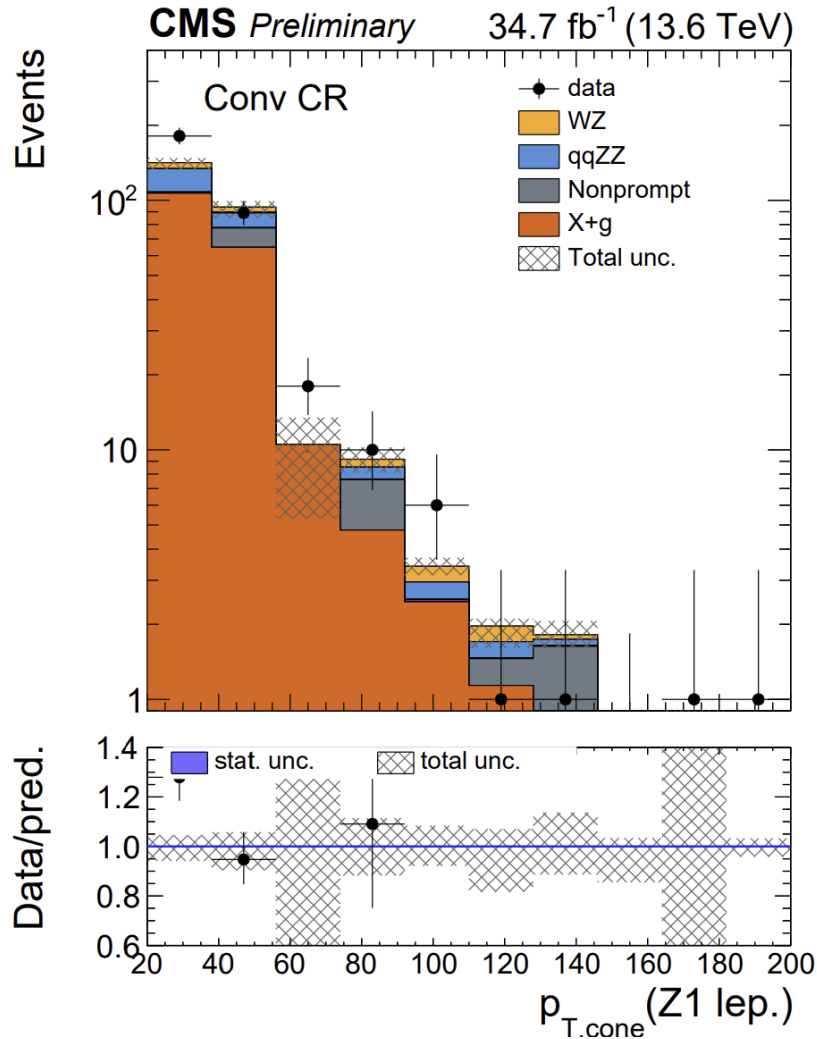 CMS Preliminary 34.7 fb⁻¹ (13.6 TeV)
Events
Conv CR
data
WZ
qqZZ
Nonprompt
X+g
Total unc.
10²
10
1
Data/pred.
stat. unc. total unc.
1.4
1.2
1.0
0.8
0.6
20 40 60 80 100 120 140 160 180 200
p_T,cone (Z1 lep.)